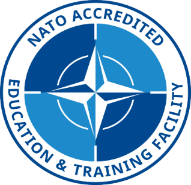 NATO ACCREDITED
EDUCATION & TRAINING FACILITY